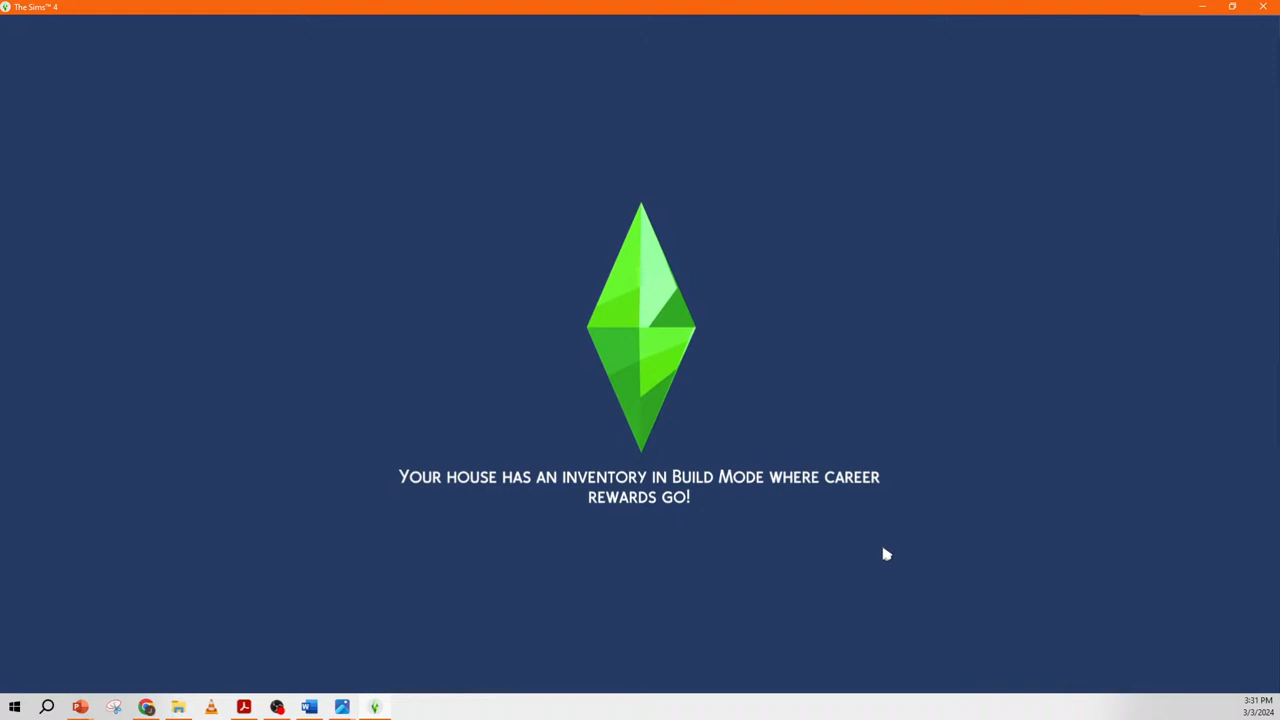 The Sims™ 4
Your house has an inventory in Build Mode where career
rewards go!
3:31 PM
3/3/2024